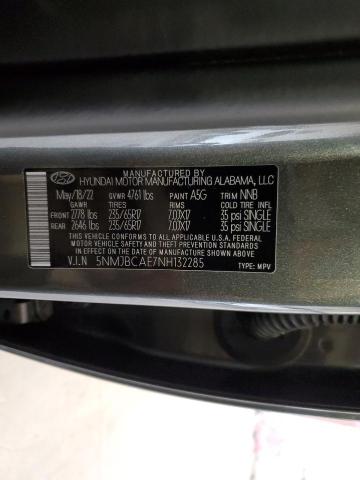 MANUFACTURED BY
HYUNDAI MOTOR MANUFACTURING ALABAMA, LLC
May/18/22 GVWR 4761 lbs PAINT A5G TRIM NNB
GAWR TIRES RIMS COLD TIRE
FRONT 2778 lbs 235/65R17 7.0JX17 35 psi SINGLE
REAR 2646 lbs 235/65R17 7.0JX17 35 psi SINGLE
THIS VEHICLE CONFORMS TO ALL APPLICABLE U.S.A. FEDERAL
MOTOR VEHICLE SAFETY AND THEFT PREVENTION STANDARDS
IN EFFECT ON THE DATE OF MANUFACTURE SHOWN ABOVE.
V.I.N 5NMJBCAE7NH132285 TYPE: MPV